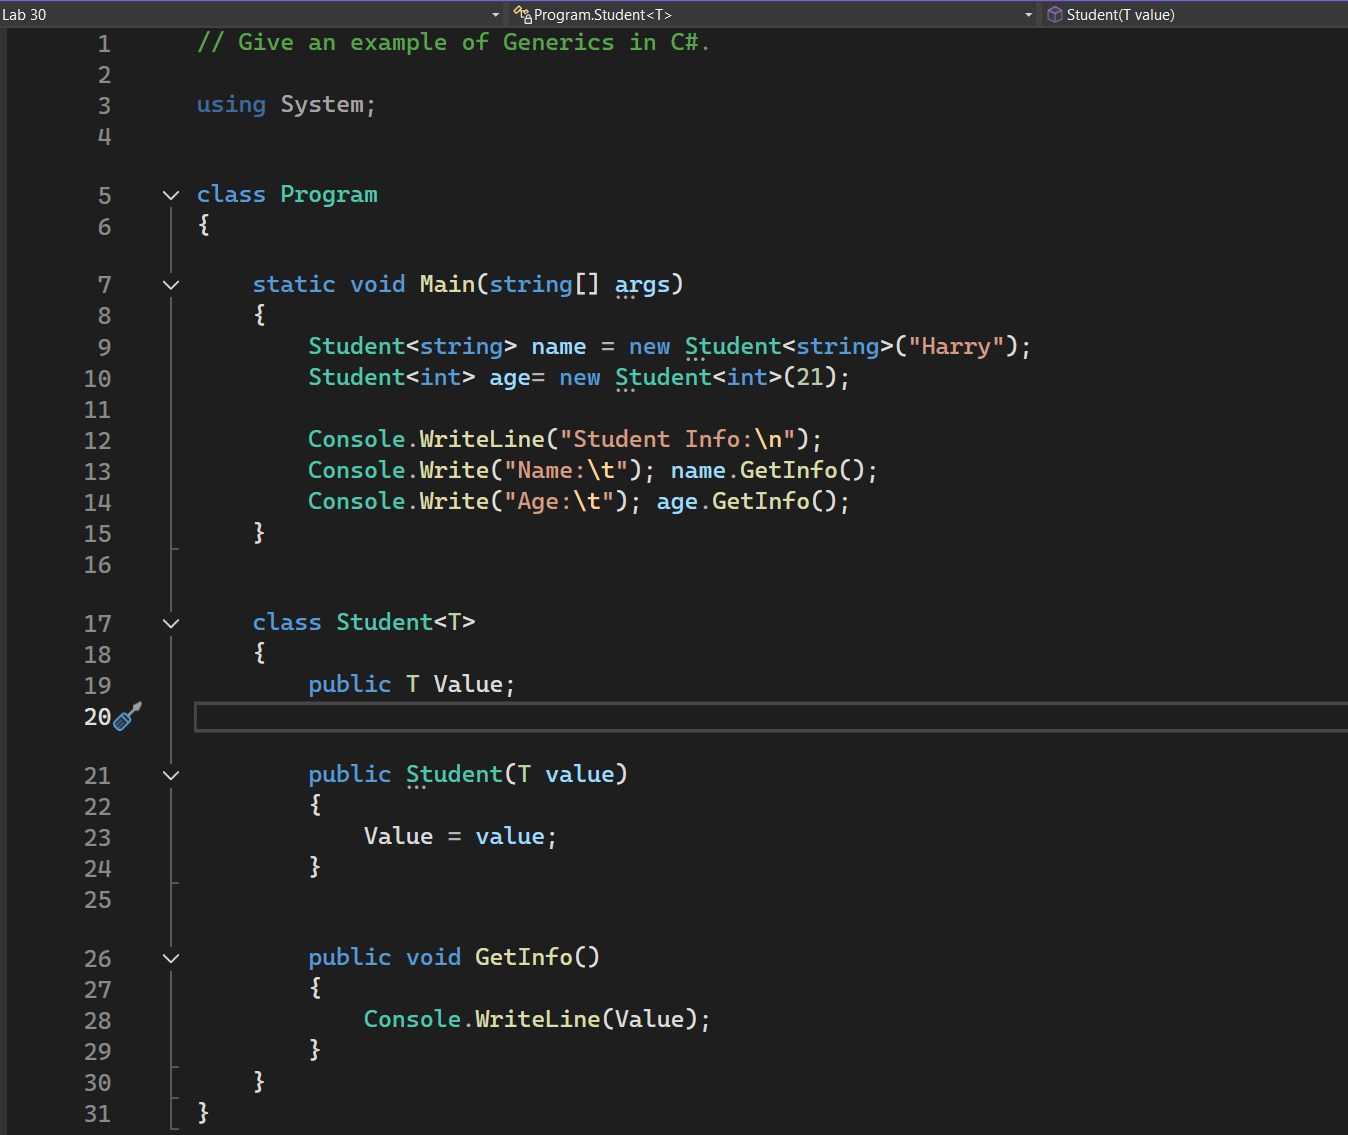 Lab 30 Program.Student<T> Student(T value)
1 // Give an example of Generics in C#.
2
3 using System;
4
5 class Program
6 {
7     static void Main(string[] args)
8     {
9         Student<string> name = new Student<string>("Harry");
10         Student<int> age= new Student<int>(21);
11
12         Console.WriteLine("Student Info:\n");
13         Console.Write("Name:\t"); name.GetInfo();
14         Console.Write("Age:\t"); age.GetInfo();
15     }
16
17     class Student<T>
18     {
19         public T Value;
20
21         public Student(T value)
22         {
23             Value = value;
24         }
25
26         public void GetInfo()
27         {
28             Console.WriteLine(Value);
29         }
30     }
31 }